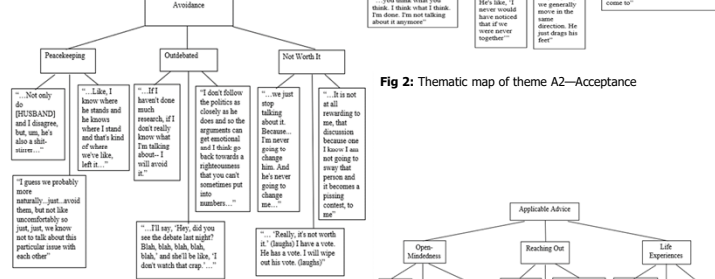 Avoidance
Peacekeeping
Outdebated
Not Worth It
"…Not only
do
[HUSBAND]
and I disagree,
but, um, he's
also a shit-
stirrer…"
"…Like, I
know where
he stands and
he knows
where I stand
and that's kind
of where
we've like,
left it…"
"I guess we probably
more
naturally...just...avoid
them, but not like
uncomfortably so
just, just, we know
not to talk about this
particular issue with
each other"
"…If I
haven't done
much
research, if I
don't really
know what
I'm talking
about-- I
will avoid
it."
"I don't follow
the politics as
closely as he
does and so the
arguments can
get emotional
and I think go
back towards a
righteousness
that you can't
sometimes put
into
numbers…"
"…I'll say, 'Hey, did you
see the debate last night?
Blah, blah, blah, blah,
blah,' and she'll be like, 'I
don't watch that crap.'…"
"…we just
stop
talking
about it.
Because...
I'm never
going to
change
him. And
he's never
going to
change
me…"
"…It is not
at all
rewarding to
me, that
discussion
because one
I know I am
not going to
sway that
person and
it becomes a
pissing
contest, to
me"
"… 'Really, it's not worth
it.' (laughs) I have a vote.
He has a vote. I will wipe
out his vote. (laughs)"
think. I think what I think.
I'm done. I'm not talking
about it anymore"
He's like, 'I
never would
have noticed
that if we
were never
together'"
we generally
move in the
same
direction. He
just drags his
feet"
come to"
Fig 2: Thematic map of theme A2—Acceptance
Applicable Advice
Open-
Mindedness
Reaching Out
Life
Experiences